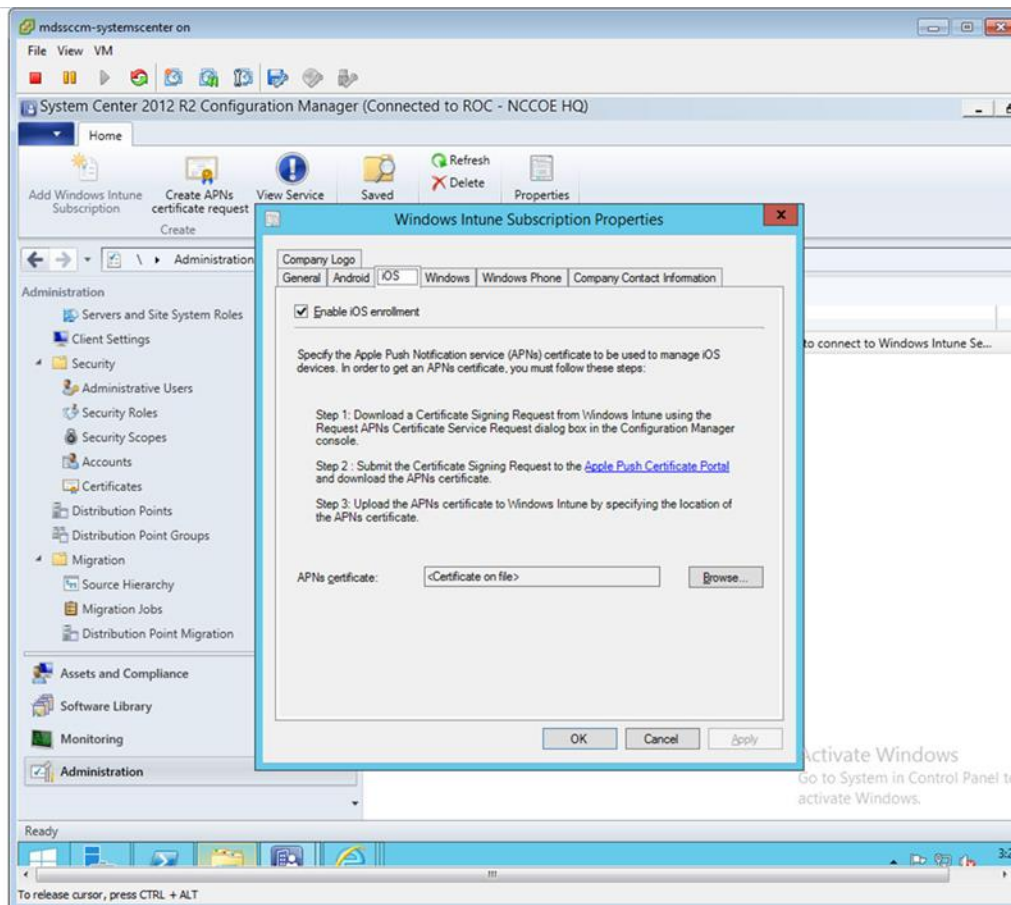 mdssccm-systemscenter on
File View VM
System Center 2012 R2 Configuration Manager (Connected to ROC - NCCOE HQ)
Home
Add Windows Intune
Subscription
Create APNs
certificate request
View Service
Saved
Refresh
Delete
Properties
Create
\ Administration
Administration
Servers and Site System Roles
Client Settings
Security
Administrative Users
Security Roles
Security Scopes
Accounts
Certificates
Distribution Points
Distribution Point Groups
Migration
Source Hierarchy
Migration Jobs
Distribution Point Migration
Assets and Compliance
Software Library
Monitoring
Administration
Windows Intune Subscription Properties
x
Company Logo
General Android iOS Windows Windows Phone Company Contact Information
Enable iOS enrollment
Specify the Apple Push Notification service (APNs) certificate to be used to manage iOS
devices. In order to get an APNs certificate, you must follow these steps:
Step 1: Download a Certificate Signing Request from Windows Intune using the
Request APNs Certificate Service Request dialog box in the Configuration Manager
console.
Step 2 : Submit the Certificate Signing Request to the Apple Push Certificate Portal
and download the APNs certificate.
Step 3: Upload the APNs certificate to Windows Intune by specifying the location of
the APNs certificate.
APNs certificate:
<Certificate on file>
Browse...
OK
Cancel
Apply
to connect to Windows Intune Se...
Activate Windows
Go to System in Control Panel to
activate Windows.
Ready
3:2
To release cursor, press CTRL + ALT